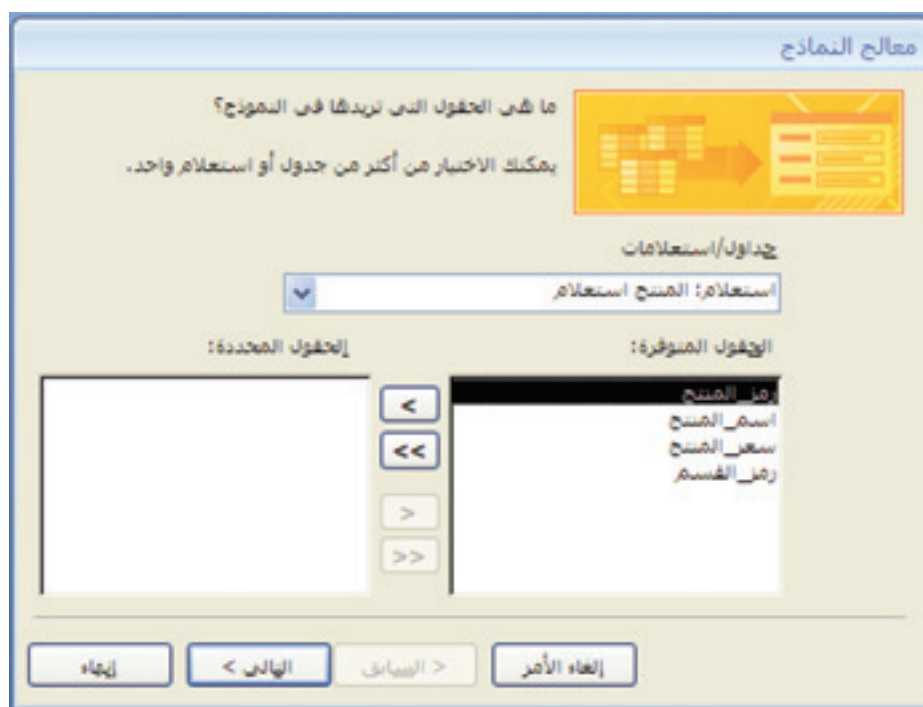 معالج النماذج
ما هي الحقول التي تريدها في النموذج؟
يمكنك الاختيار من أكثر من جدول أو استعلام واحد.
جداول/استعلامات
استعلام: المنتج استعلام
الحقول المتوفرة:
الحقول المحددة:
رمز_المنتج
اسم_المنتج
سعر_المنتج
رمز_القسم
>
>>
<
<<
إلغاء الأمر
< السابق
التالي >
إنهاء